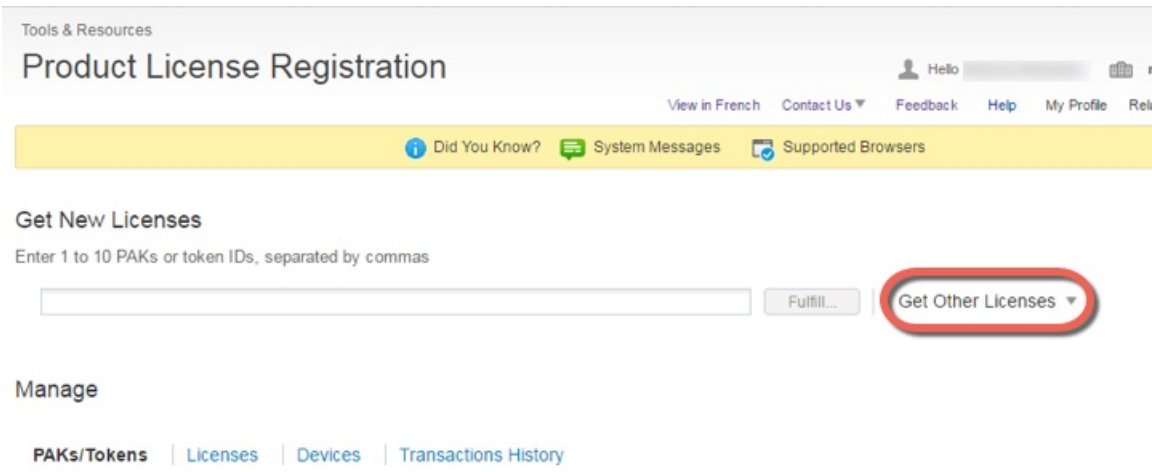 Tools & Resources
Product License Registration
Hello
View in French Contact Us Feedback Help My Profile
Did You Know? System Messages Supported Browsers
Get New Licenses
Enter 1 to 10 PAKs or token IDs, separated by commas
Fulfill... Get Other Licenses
Manage
PAKs/Tokens Licenses Devices Transactions History